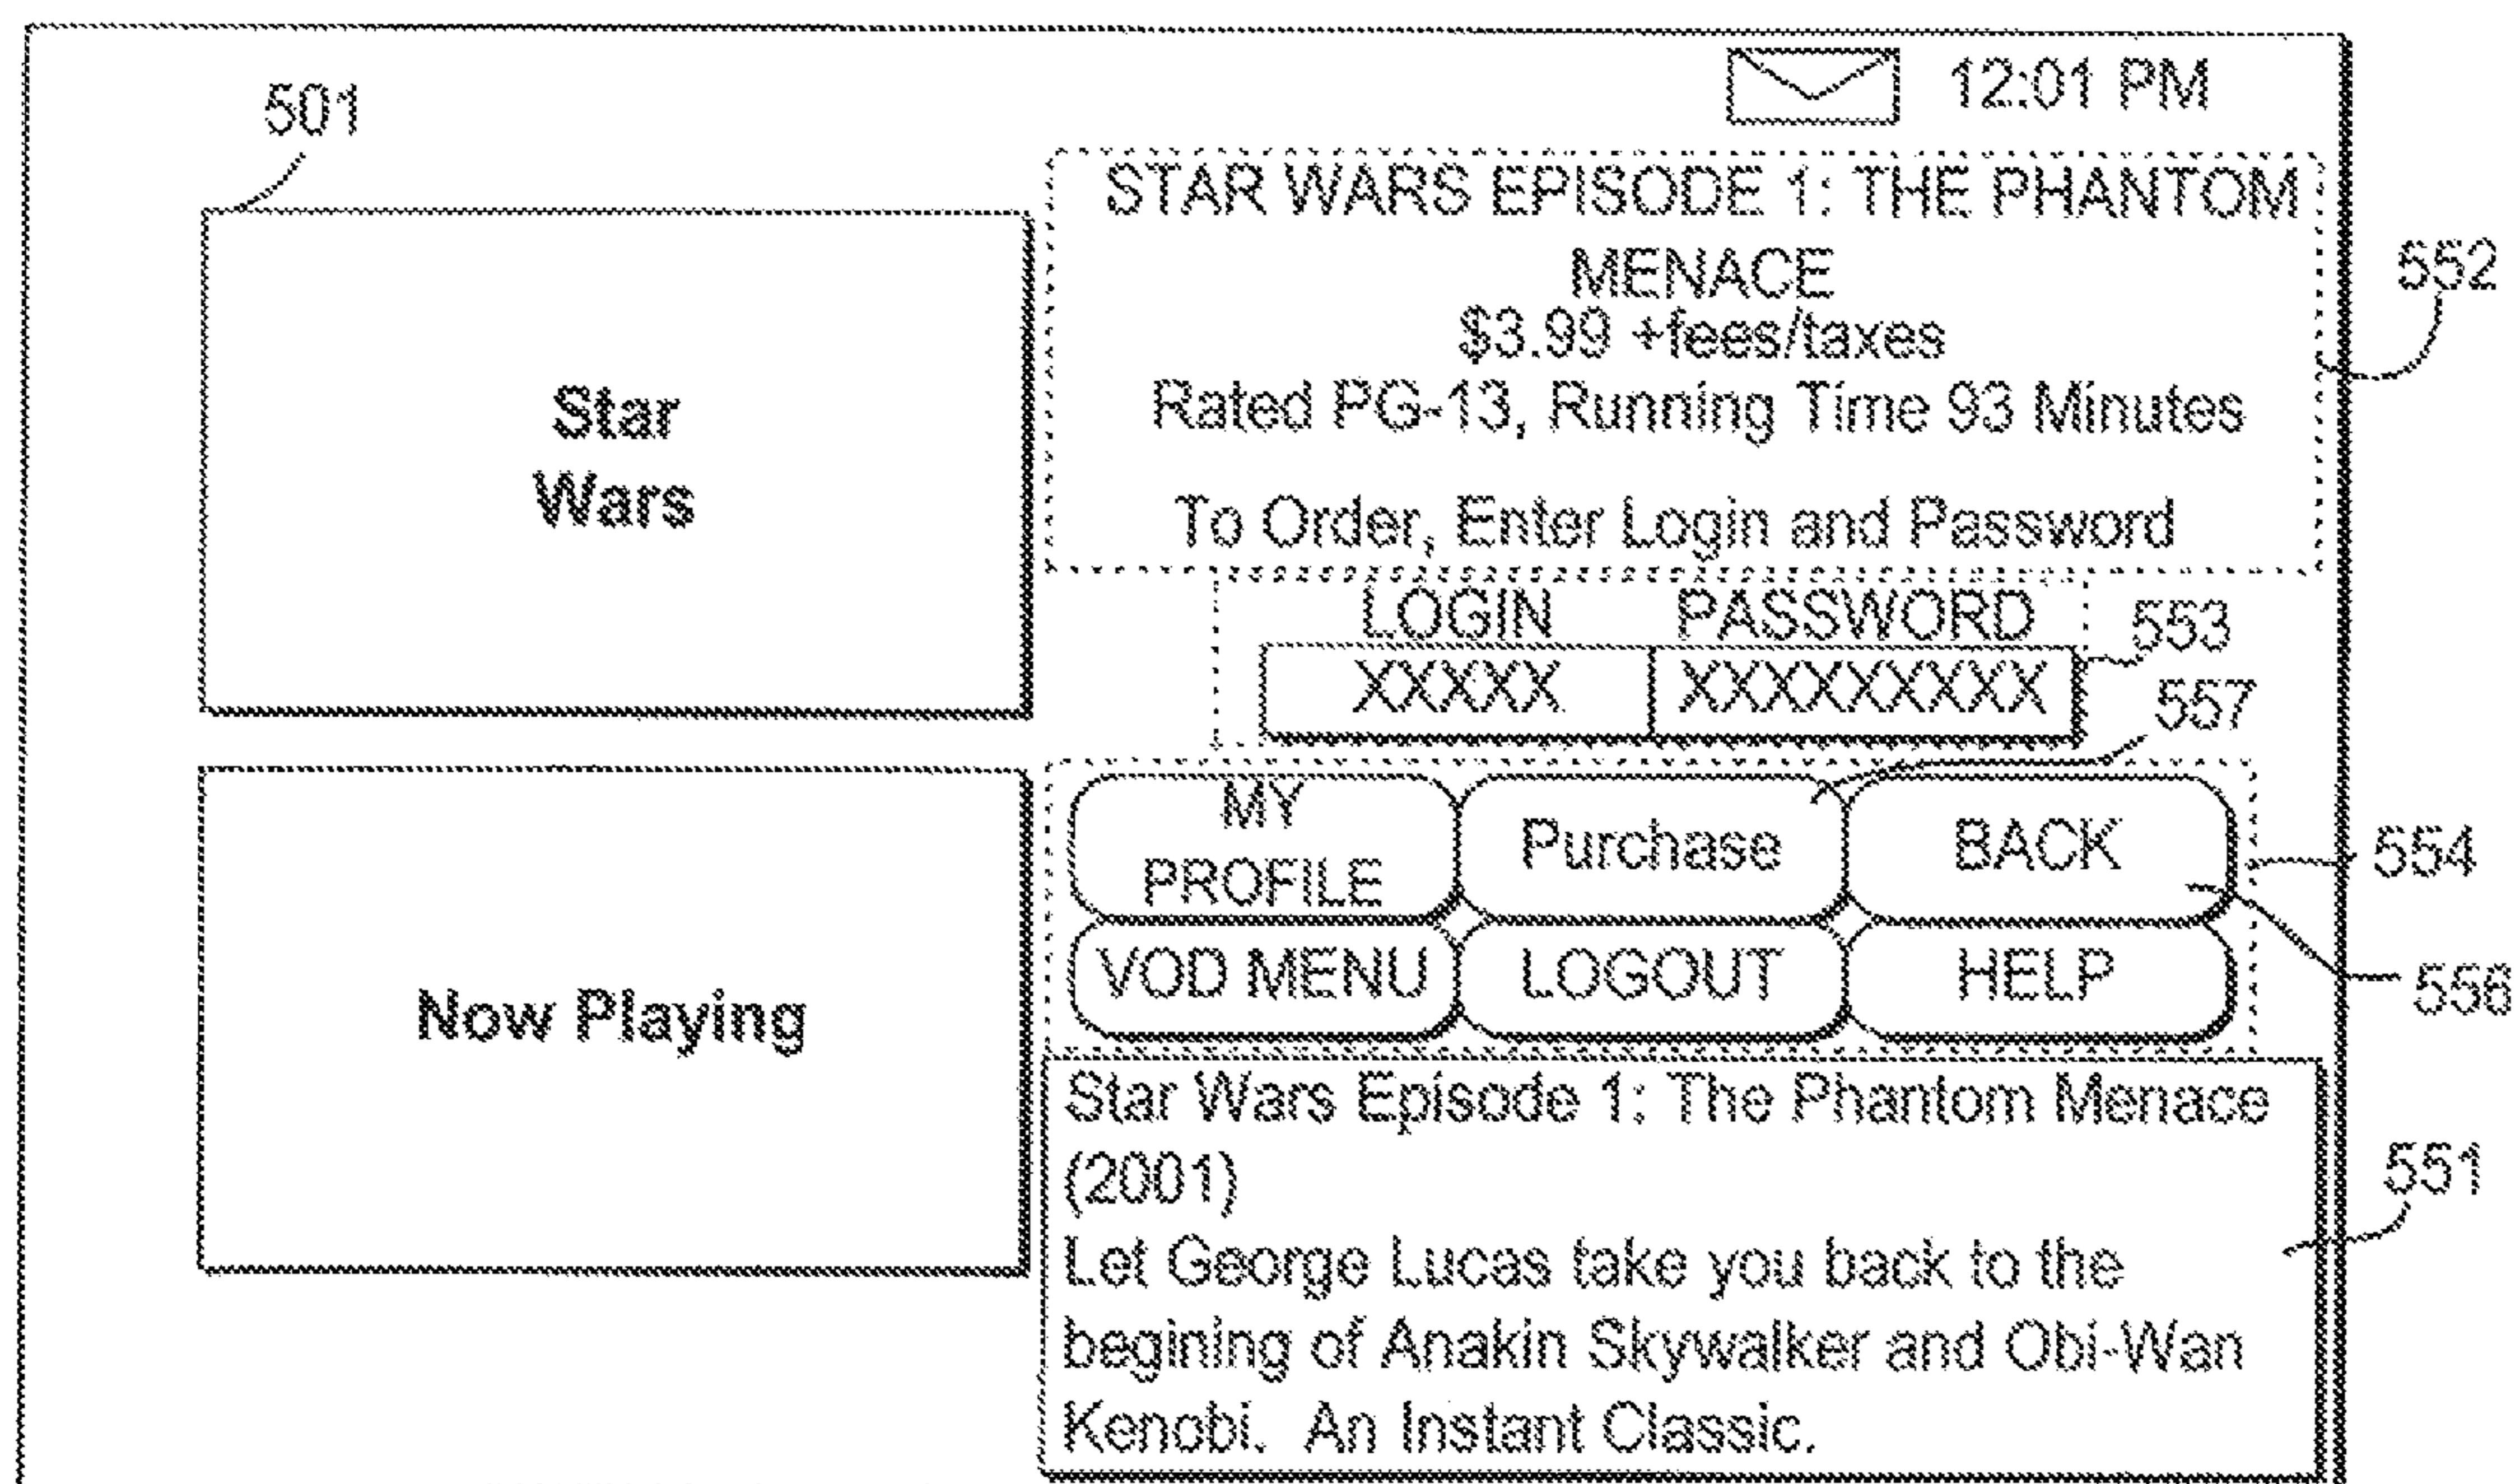 12:01 PM
501
STAR WARS EPISODE 1: THE PHANTOM
MENACE
552
$3.99 +fees/taxes
Rated PG-13, Running Time 93 Minutes
Star
Wars
To Order, Enter Login and Password
LOGIN PASSWORD
553
XXXXX XXXXXXXXX
557
MY
PROFILE
Purchase
BACK
554
VOD MENU
LOGOUT
HELP
556
Now Playing
Star Wars Episode 1: The Phantom Menace
(2001)
551
Let George Lucas take you back to the
begining of Anakin Skywalker and Obi-Wan
Kenobi. An Instant Classic.